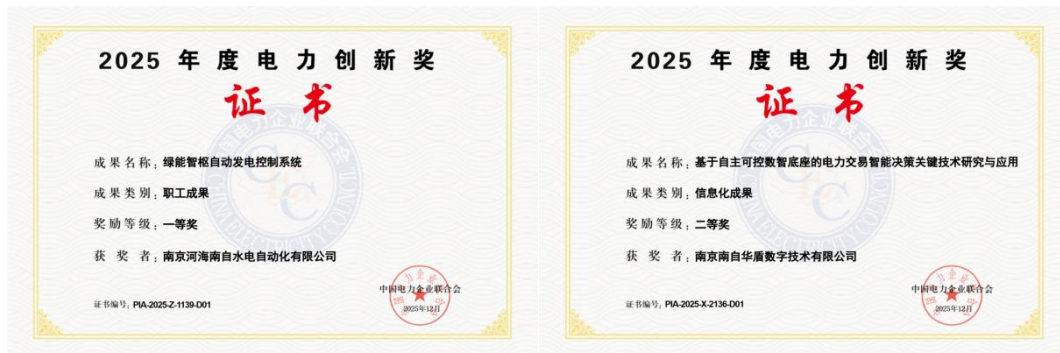 2025 年度电力创新奖
证书
成果名称：绿能智枢自动发电控制系统
成果类别：职工成果
奖励等级：一等奖
获奖者：南京河海南自水电自动化有限公司
中国电力企业联合会
证书编号：PIA-2025-Z-1139-D01
2025年12月
2025 年度电力创新奖
证书
成果名称：基于自主可控数智底座的电力交易智能决策关键技术研究与应用
成果类别：信息化成果
奖励等级：二等奖
获奖者：南京南自华盾数字技术有限公司
中国电力企业联合会
证书编号：PIA-2025-X-2136-D01
2025年12月